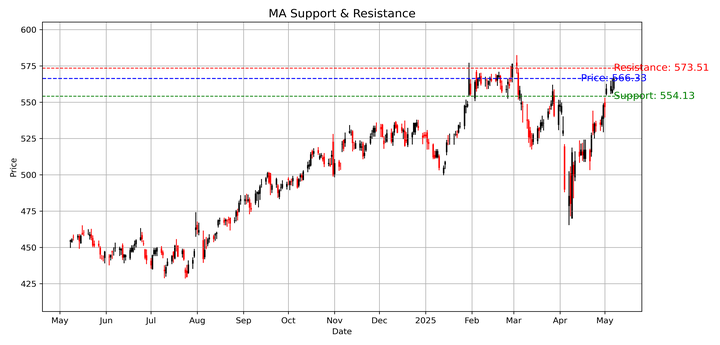 MA Support & Resistance
600
575
550
525
500
475
450
425
Price
Resistance: 573.51
Price: 566.33
Support: 554.13
May
Jun
Jul
Aug
Sep
Oct
Nov
Dec
2025
Feb
Mar
Apr
May
Date